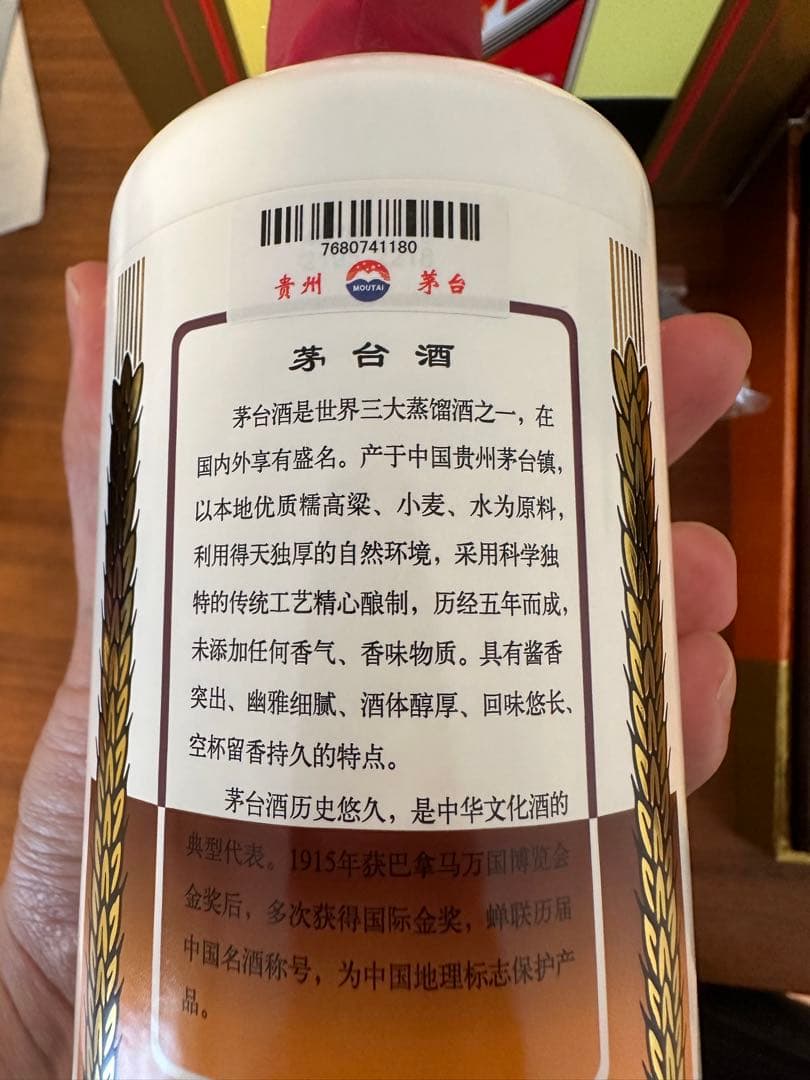 7680741180
贵州 MOUTAI 茅台
茅台酒
茅台酒是世界三大蒸馏酒之一，在
国内外享有盛名。产于中国贵州茅台镇，
以本地优质糯高粱、小麦、水为原料，
利用得天独厚的自然环境，采用科学独
特的传统工艺精心酿制，历经五年而成，
未添加任何香气、香味物质。具有酱香
突出、幽雅细腻、酒体醇厚、回味悠长、
空杯留香持久的特点。
茅台酒历史悠久，是中华文化酒的
典型代表。1915年获巴拿马万国博览会
金奖后，多次获得国际金奖，蝉联历届
中国名酒称号，为中国地理标志保护产
品。